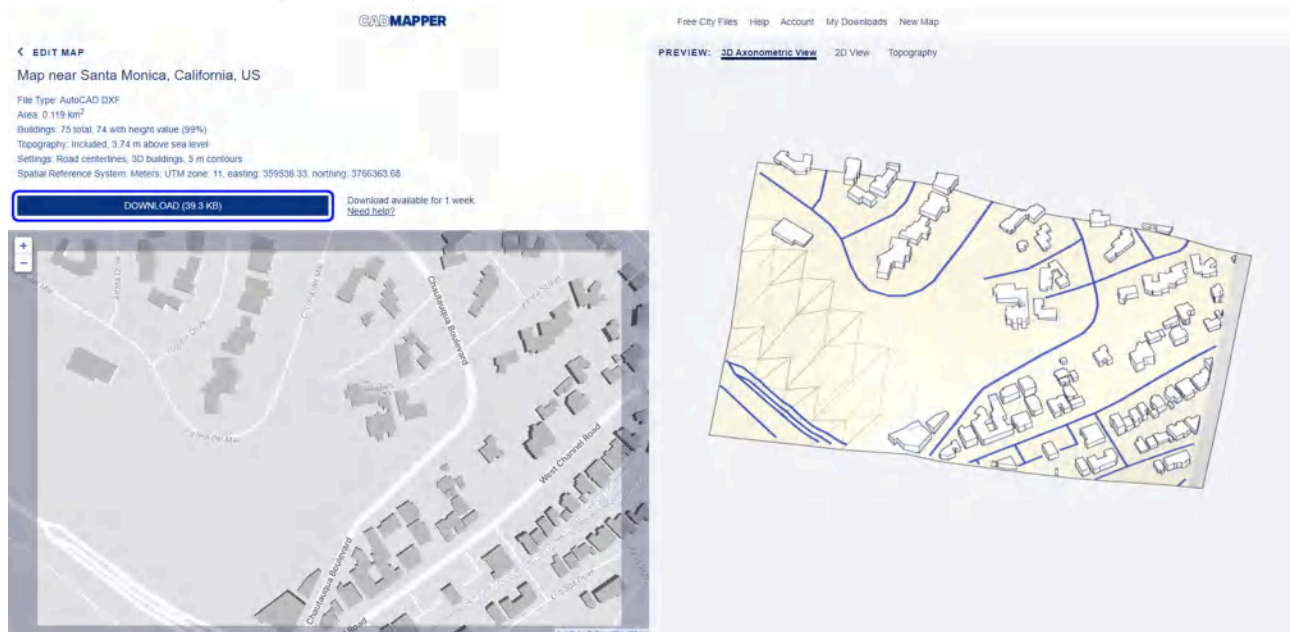 CADMAPPER
Free City Files Help Account My Downloads New Map
EDIT MAP
PREVIEW: 3D Axonometric View 2D View Topography
Map near Santa Monica, California, US
File Type: AutoCAD DXF
Area: 0.119 km²
Buildings: 75 total, 74 with height value (99%)
Topography: Included, 3.74 m above sea level
Settings: Road centerlines, 3D buildings, 5 m contours
Spatial Reference System: Meters: UTM zone: 11, easting: 359538.33, northing: 3766363.68
DOWNLOAD (39.3 KB)
Download available for 1 week.
Need help?
+
−
Chautauqua Boulevard
Corona del Mar
West Channel Road
Chautauqua Boulevard